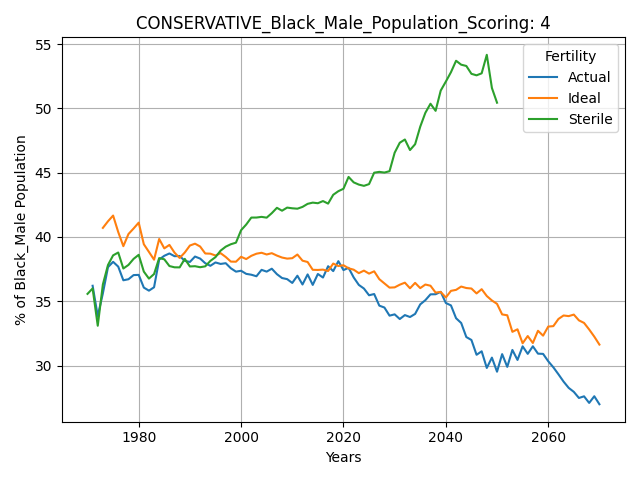 CONSERVATIVE_Black_Male_Population_Scoring: 4
% of Black_Male Population
55
50
45
40
35
30
Fertility
Actual
Ideal
Sterile
1980
2000
2020
2040
2060
Years